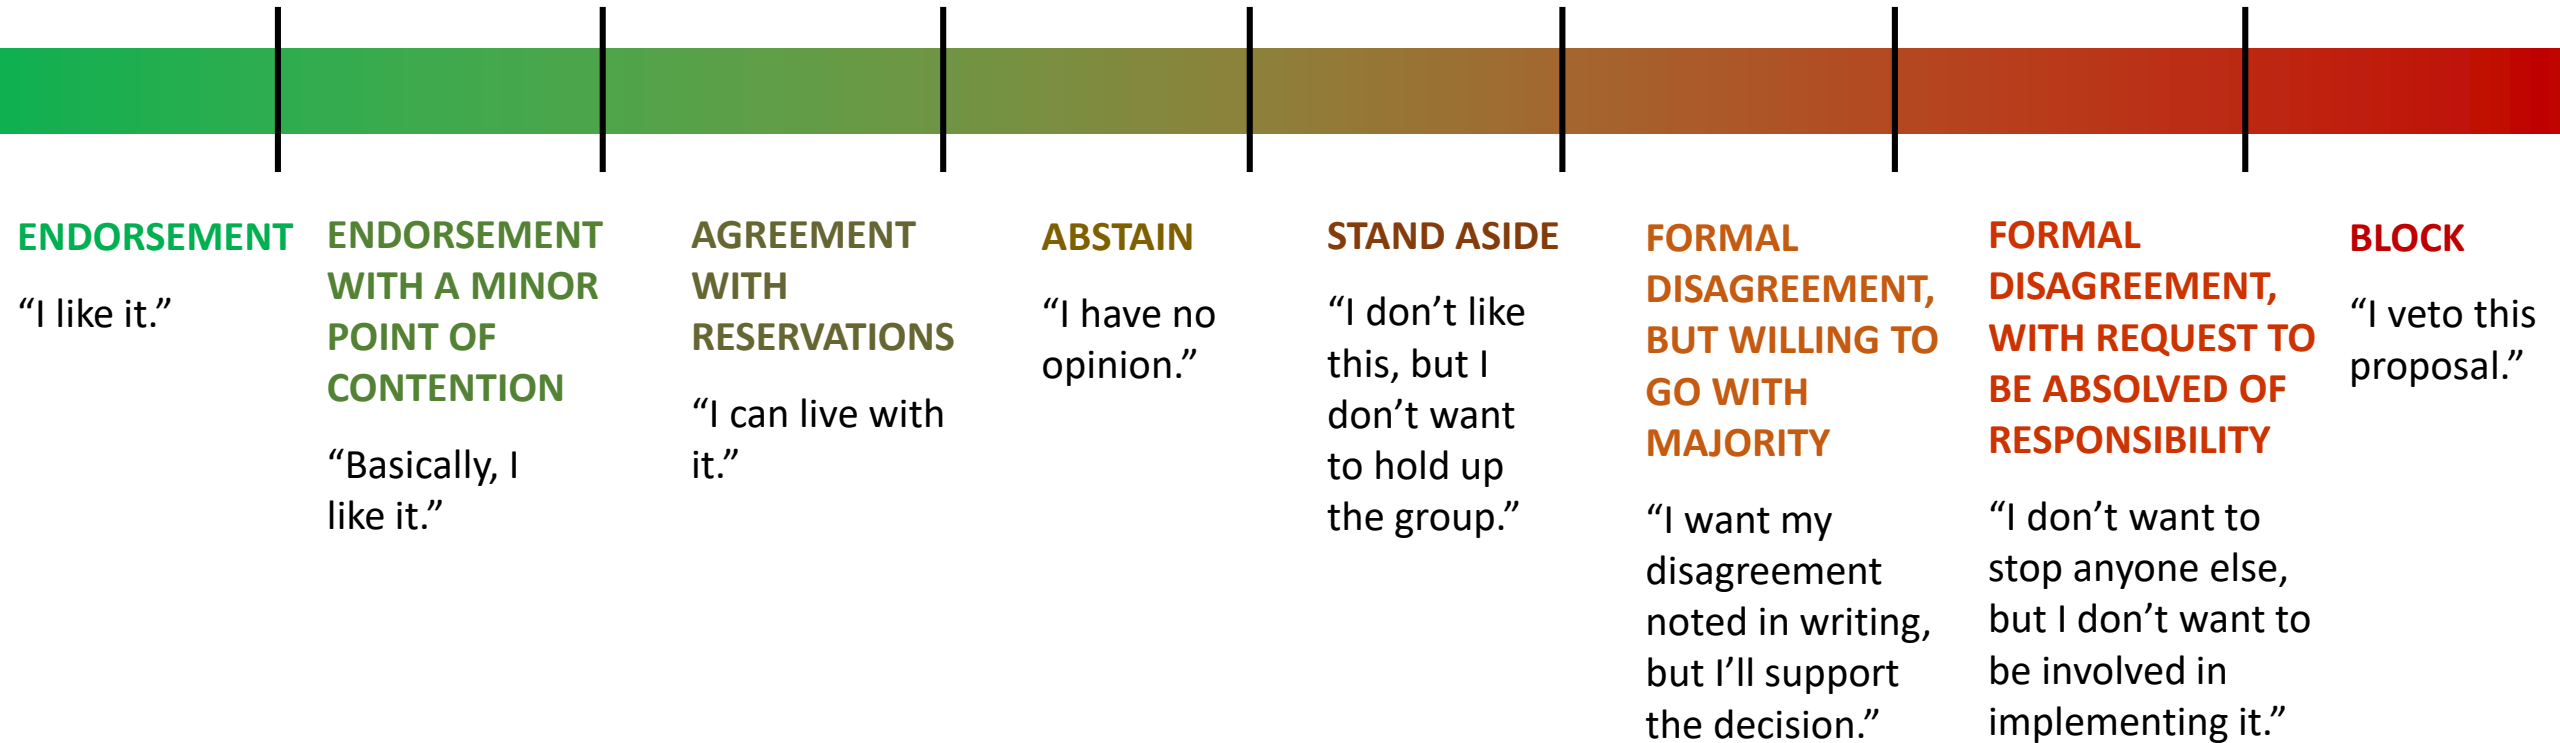 ENDORSEMENT
“I like it.”
ENDORSEMENT
WITH A MINOR
POINT OF
CONTENTION
“Basically, I
like it.”
AGREEMENT
WITH
RESERVATIONS
“I can live with
it.”
ABSTAIN
“I have no
opinion.”
STAND ASIDE
“I don’t like
this, but I
don’t want
to hold up
the group.”
FORMAL
DISAGREEMENT,
BUT WILLING TO
GO WITH
MAJORITY
“I want my
disagreement
noted in writing,
but I’ll support
the decision.”
FORMAL
DISAGREEMENT,
WITH REQUEST TO
BE ABSOLVED OF
RESPONSIBILITY
“I don’t want to
stop anyone else,
but I don’t want to
be involved in
implementing it.”
BLOCK
“I veto this
proposal.”